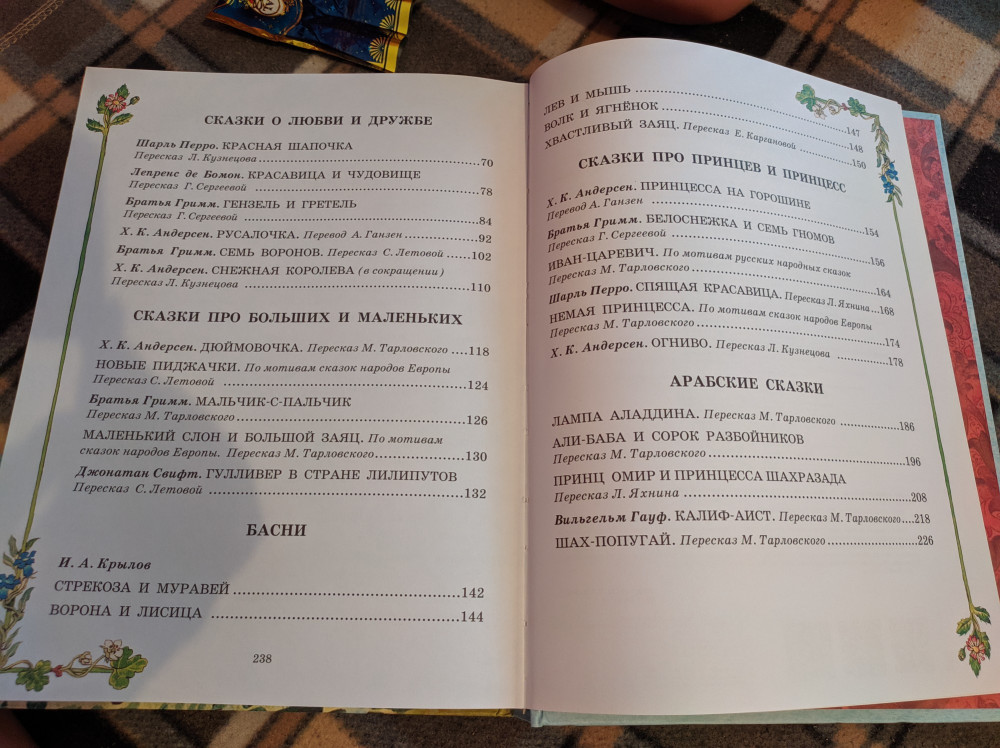 СКАЗКИ О ЛЮБВИ И ДРУЖБЕ
Шарль Перро. КРАСНАЯ ШАПОЧКА
Пересказ Л. Кузнецова ........ 70
Лепренс де Бомон. КРАСАВИЦА И ЧУДОВИЩЕ
Пересказ Г. Сергеевой ........ 78
Братья Гримм. ГЕНЗЕЛЬ И ГРЕТЕЛЬ
Пересказ Г. Сергеевой ........ 84
Х. К. Андерсен. РУСАЛОЧКА. Перевод А. Ганзен ........ 92
Братья Гримм. СЕМЬ ВОРОНОВ. Пересказ С. Летовой ........ 102
Х. К. Андерсен. СНЕЖНАЯ КОРОЛЕВА (в сокращении)
Пересказ Л. Кузнецова ........ 110
СКАЗКИ ПРО БОЛЬШИХ И МАЛЕНЬКИХ
Х. К. Андерсен. ДЮЙМОВОЧКА. Пересказ М. Тарловского ....118
НОВЫЕ ПИДЖАЧКИ. По мотивам сказок народов Европы
Пересказ С. Летовой ........ 124
Братья Гримм. МАЛЬЧИК-С-ПАЛЬЧИК
Пересказ М. Тарловского ........ 126
МАЛЕНЬКИЙ СЛОН И БОЛЬШОЙ ЗАЯЦ. По мотивам
сказок народов Европы. Пересказ М. Тарловского ........ 130
Джонатан Свифт. ГУЛЛИВЕР В СТРАНЕ ЛИЛИПУТОВ
Пересказ С. Летовой ........ 132
БАСНИ
И. А. Крылов
СТРЕКОЗА И МУРАВЕЙ ........ 142
ВОРОНА И ЛИСИЦА ........ 144
238
ЛЕВ И МЫШЬ ........ 147
ВОЛК И ЯГНЁНОК ........ 148
ХВАСТЛИВЫЙ ЗАЯЦ. Пересказ Е. Каргановой ........ 150
СКАЗКИ ПРО ПРИНЦЕВ И ПРИНЦЕСС
Х. К. Андерсен. ПРИНЦЕССА НА ГОРОШИНЕ
Перевод А. Ганзен ........ 154
Братья Гримм. БЕЛОСНЕЖКА И СЕМЬ ГНОМОВ
Пересказ Г. Сергеевой ........ 156
ИВАН-ЦАРЕВИЧ. По мотивам русских народных сказок
Пересказ М. Тарловского ........ 164
Шарль Перро. СПЯЩАЯ КРАСАВИЦА. Пересказ Л. Яхнина ....168
НЕМАЯ ПРИНЦЕССА. По мотивам сказок народов Европы
Пересказ М. Тарловского ........ 174
Х. К. Андерсен. ОГНИВО. Пересказ Л. Кузнецова ........ 178
АРАБСКИЕ СКАЗКИ
ЛАМПА АЛАДДИНА. Пересказ М. Тарловского ........ 186
АЛИ-БАБА И СОРОК РАЗБОЙНИКОВ
Пересказ М. Тарловского ........ 196
ПРИНЦ ОМИР И ПРИНЦЕССА ШАХРАЗАДА
Пересказ Л. Яхнина ........ 208
Вильгельм Гауф. КАЛИФ-АИСТ. Пересказ М. Тарловского ....218
ШАХ-ПОПУГАЙ. Пересказ М. Тарловского ........ 226